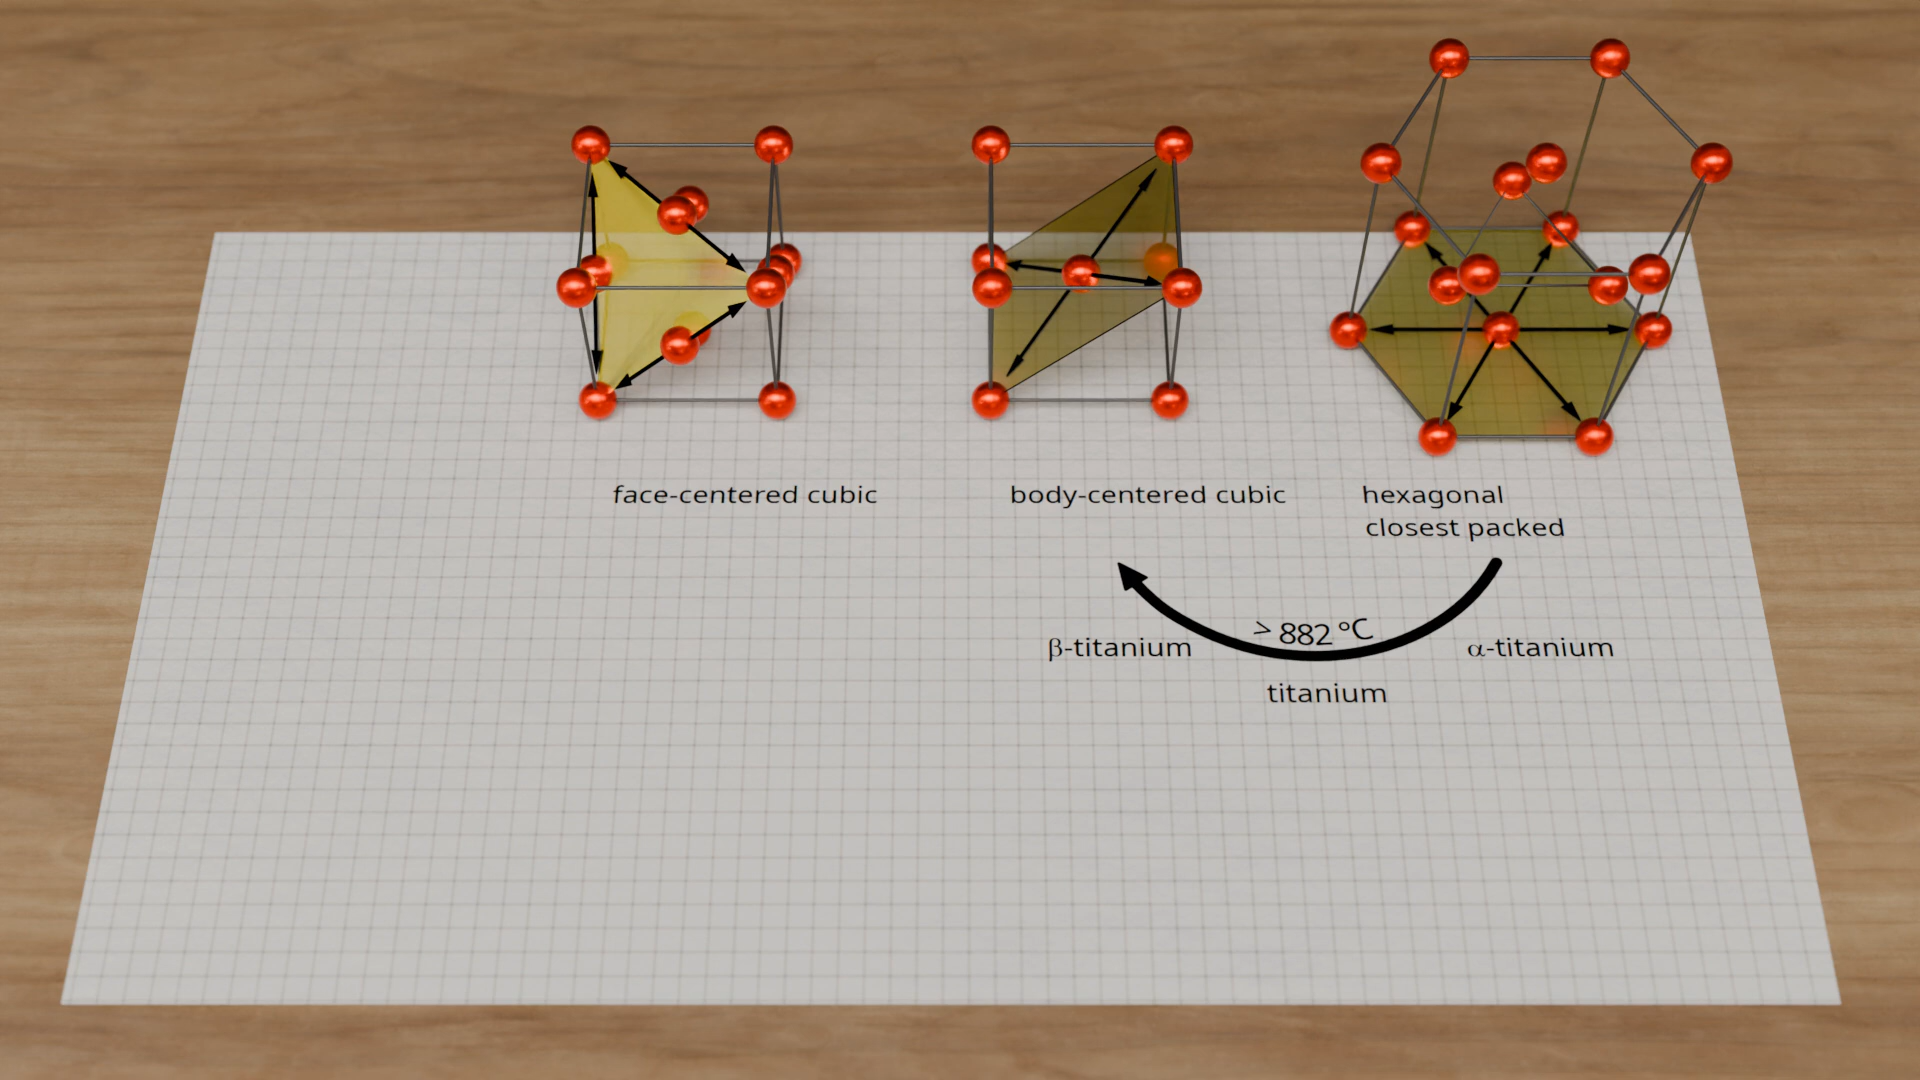 face-centered cubic
body-centered cubic
hexagonal
closest packed
> 882 °C
β-titanium
α-titanium
titanium